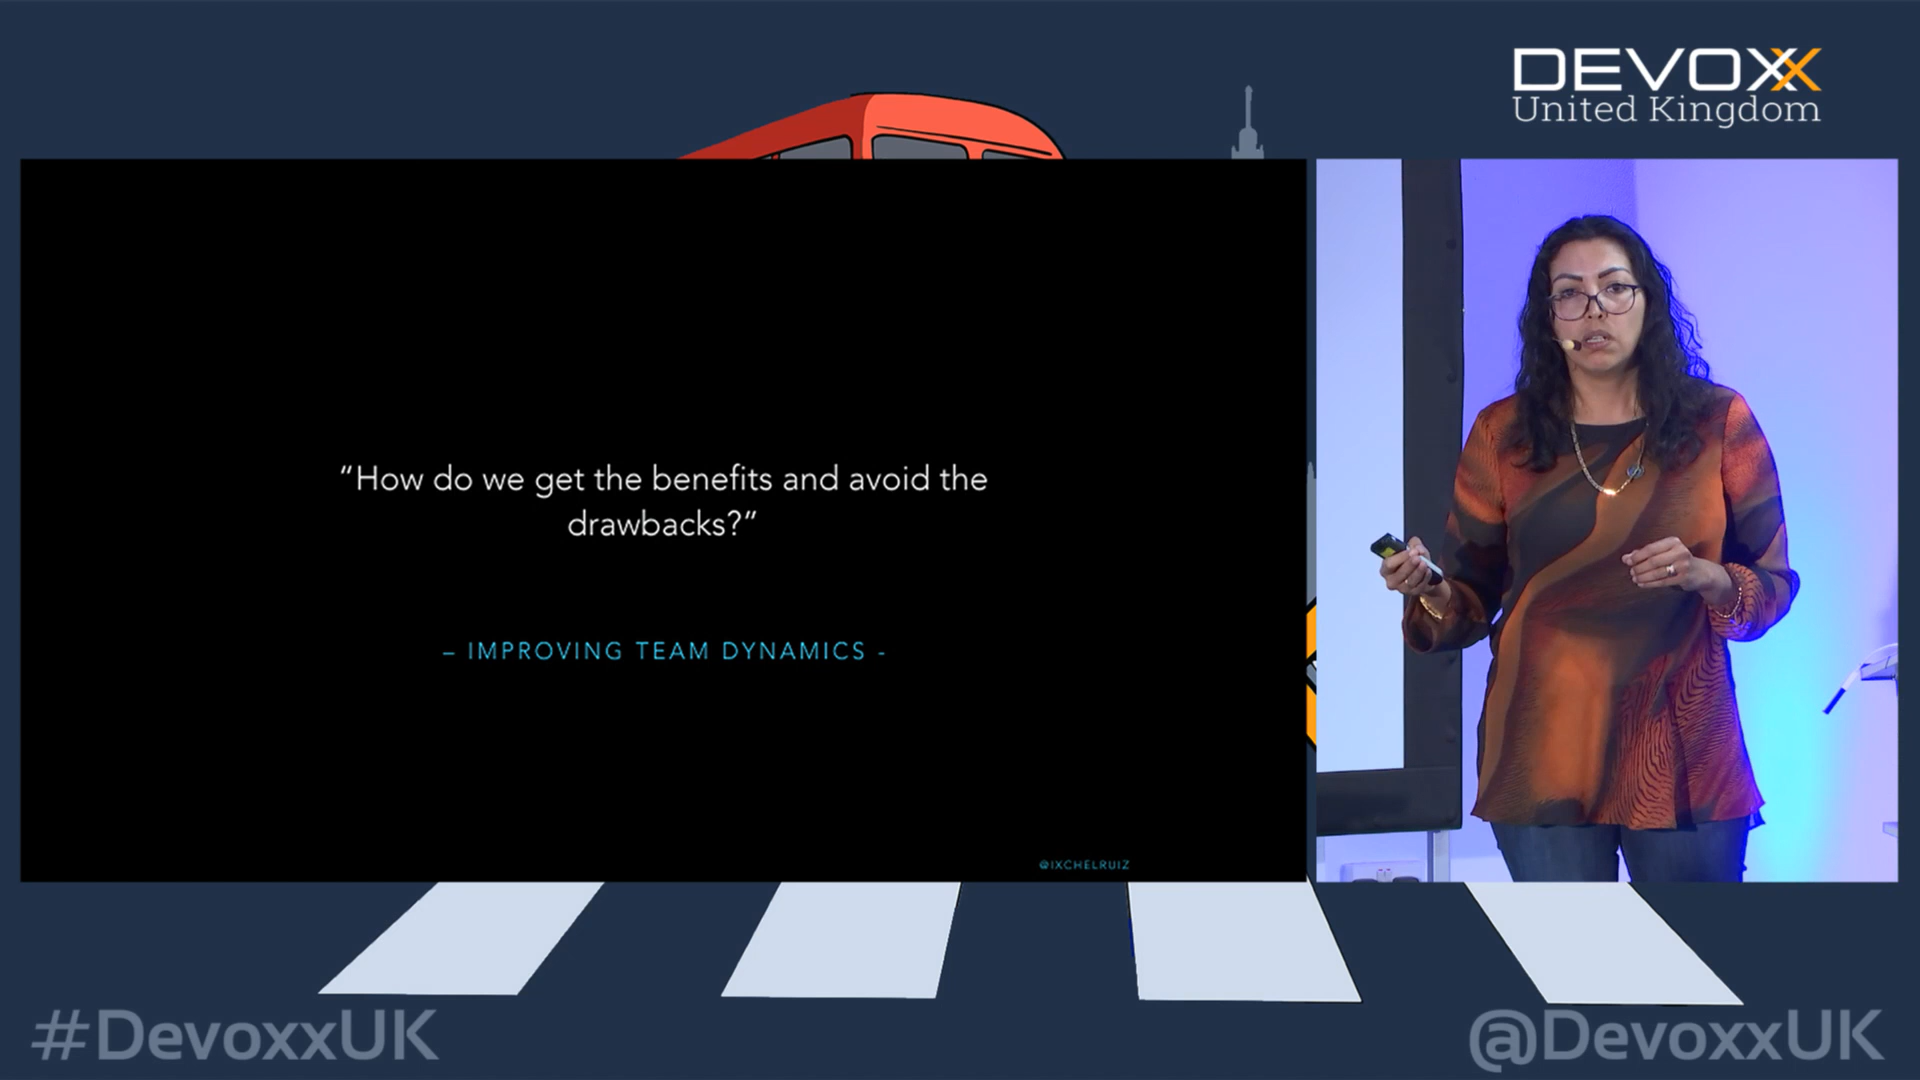 DEVOXX
United Kingdom
“How do we get the benefits and avoid the
drawbacks?”
– IMPROVING TEAM DYNAMICS -
@IXCHELRUIZ
#DevoxxUK
@DevoxxUK